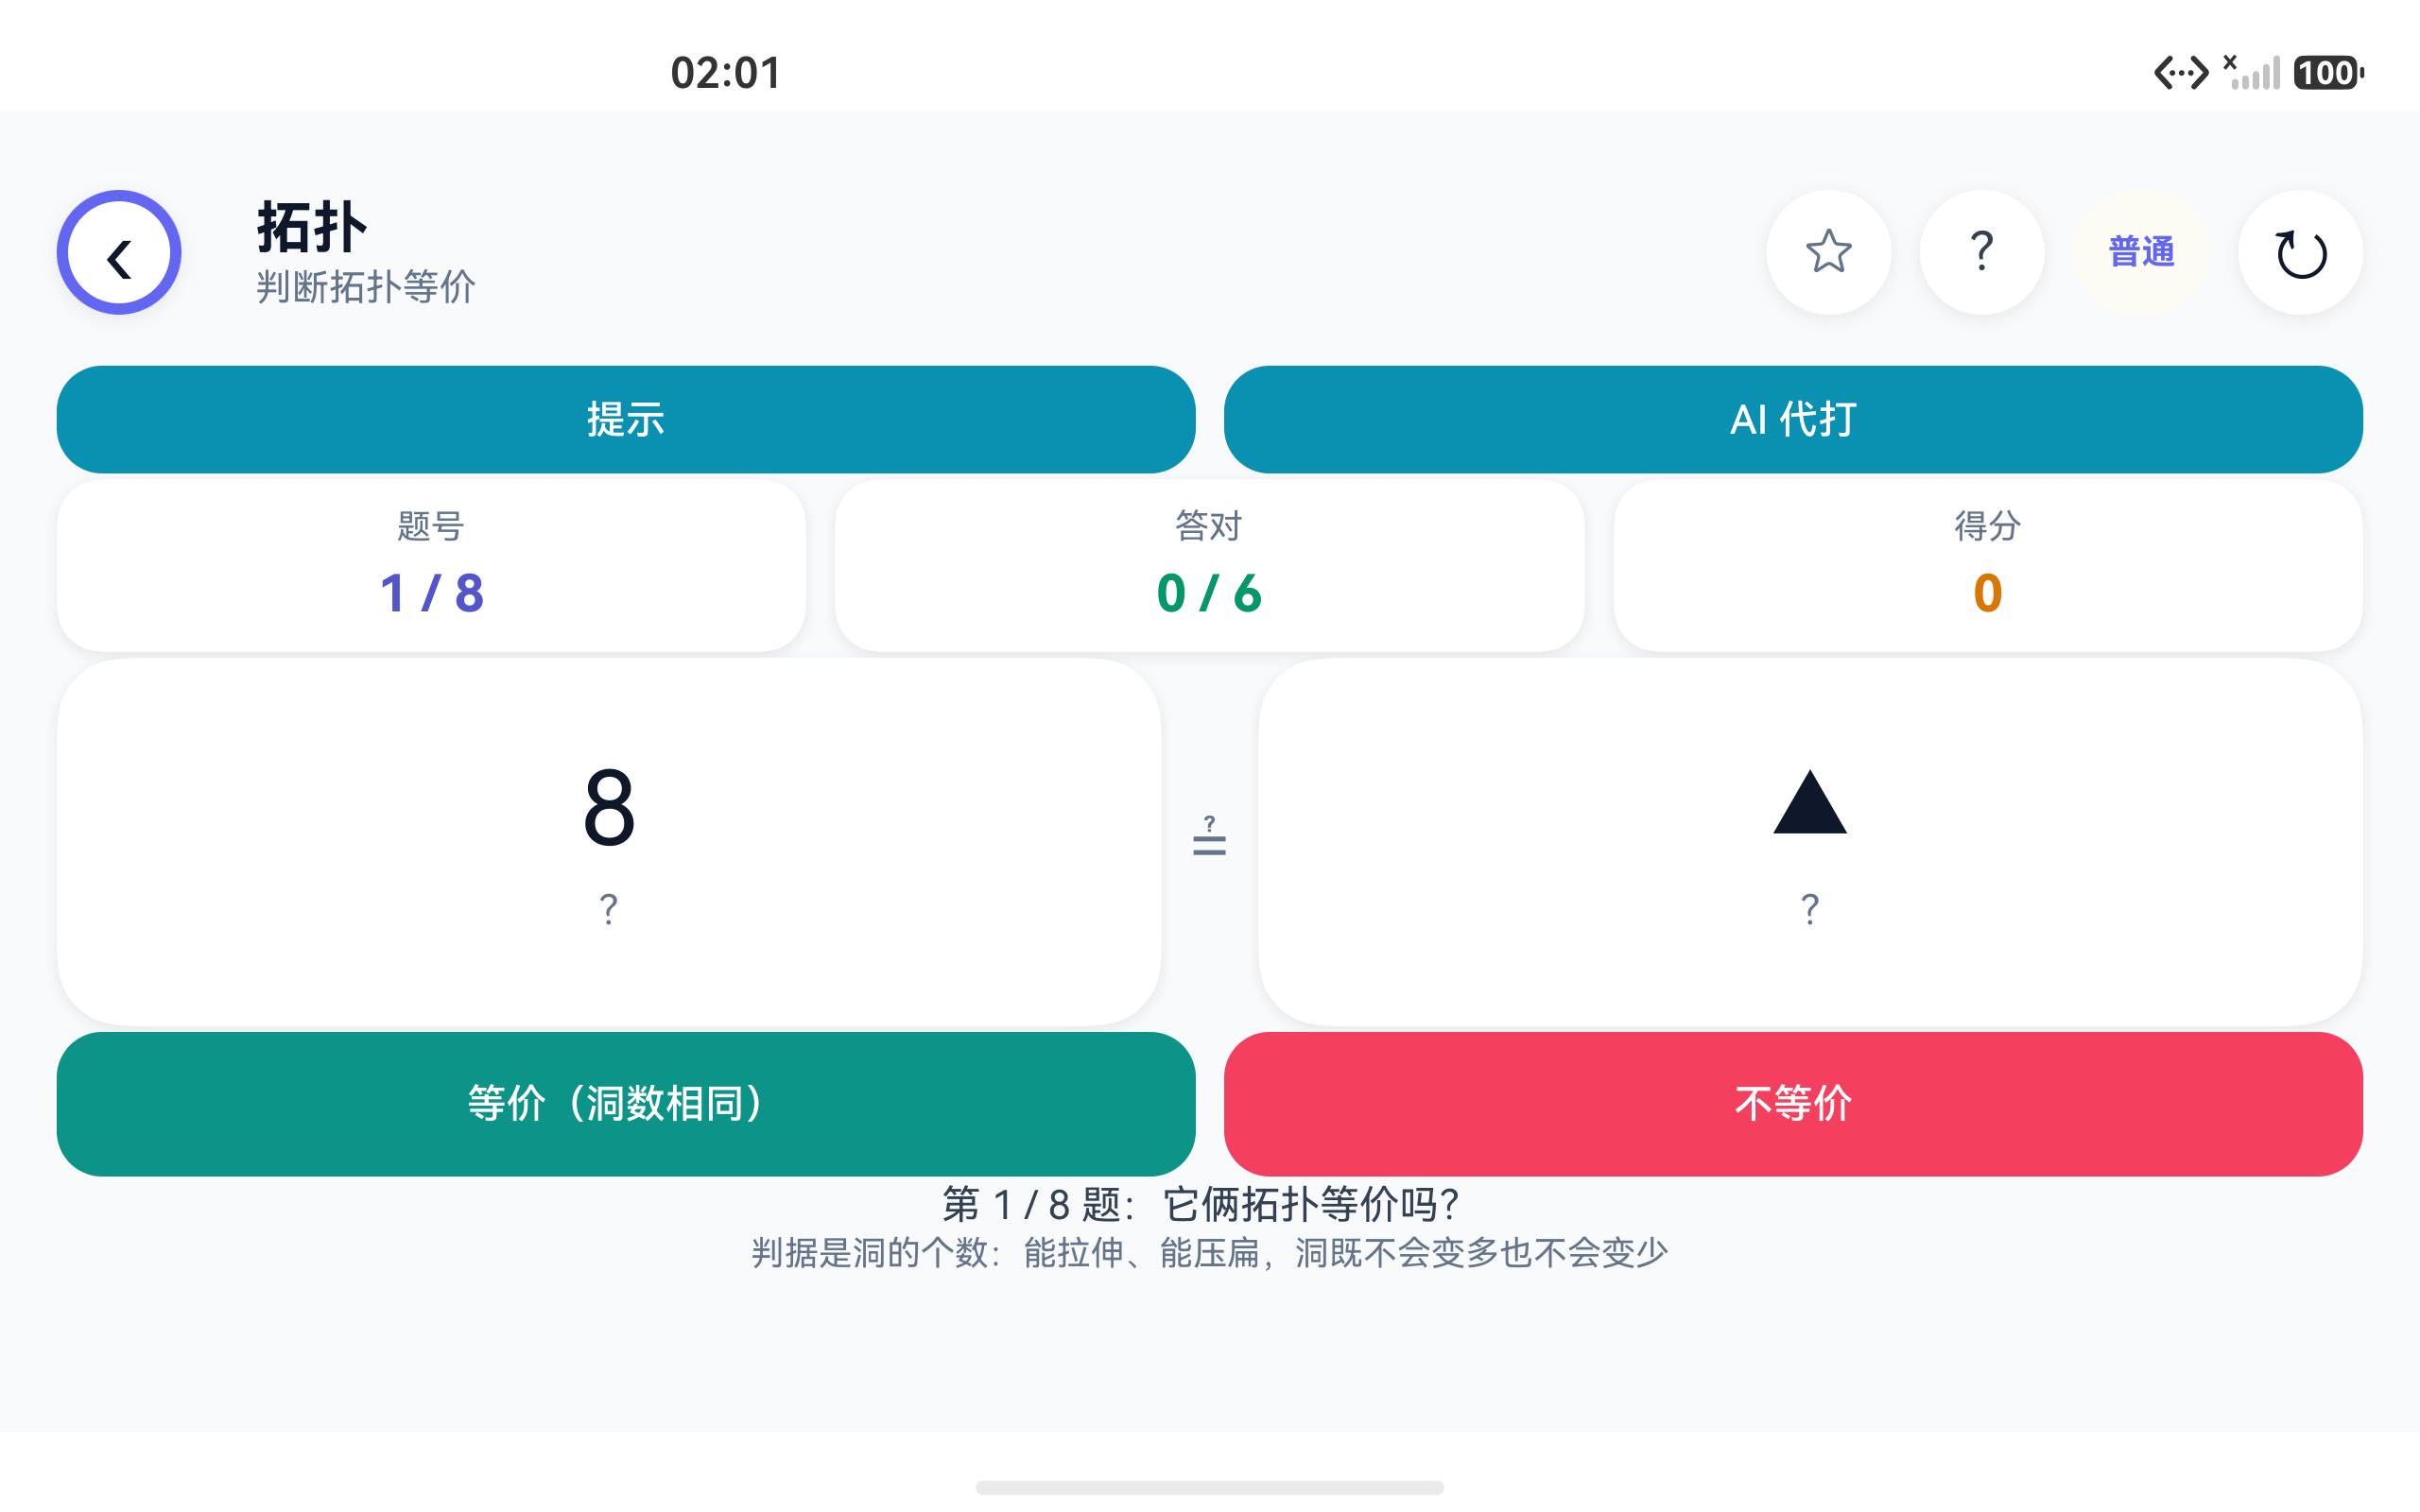 02:01
100
拓扑
判断拓扑等价
?
普通
提示
AI 代打
题号
1 / 8
答对
0 / 6
得分
0
8
?
≟
▲
?
等价（洞数相同）
不等价
第 1 / 8 题：它俩拓扑等价吗？
判据是洞的个数：能拉伸、能压扁，洞既不会变多也不会变少